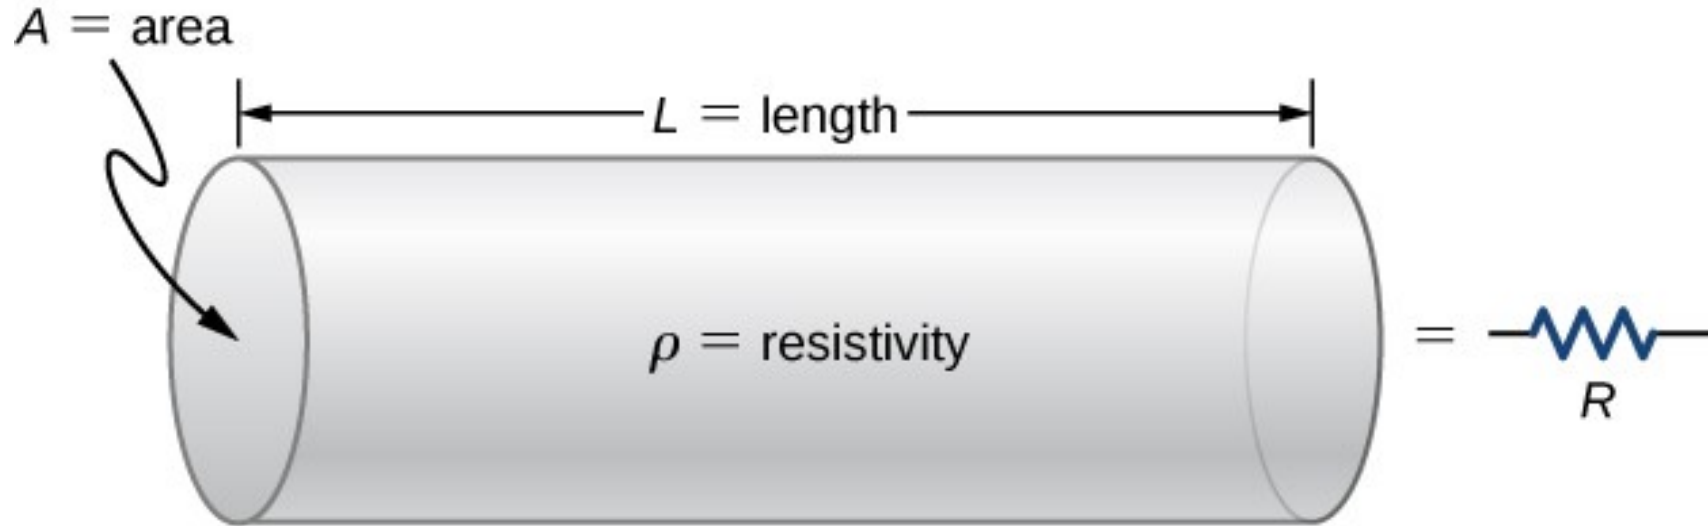 A = area
L = length
ρ = resistivity
=
R